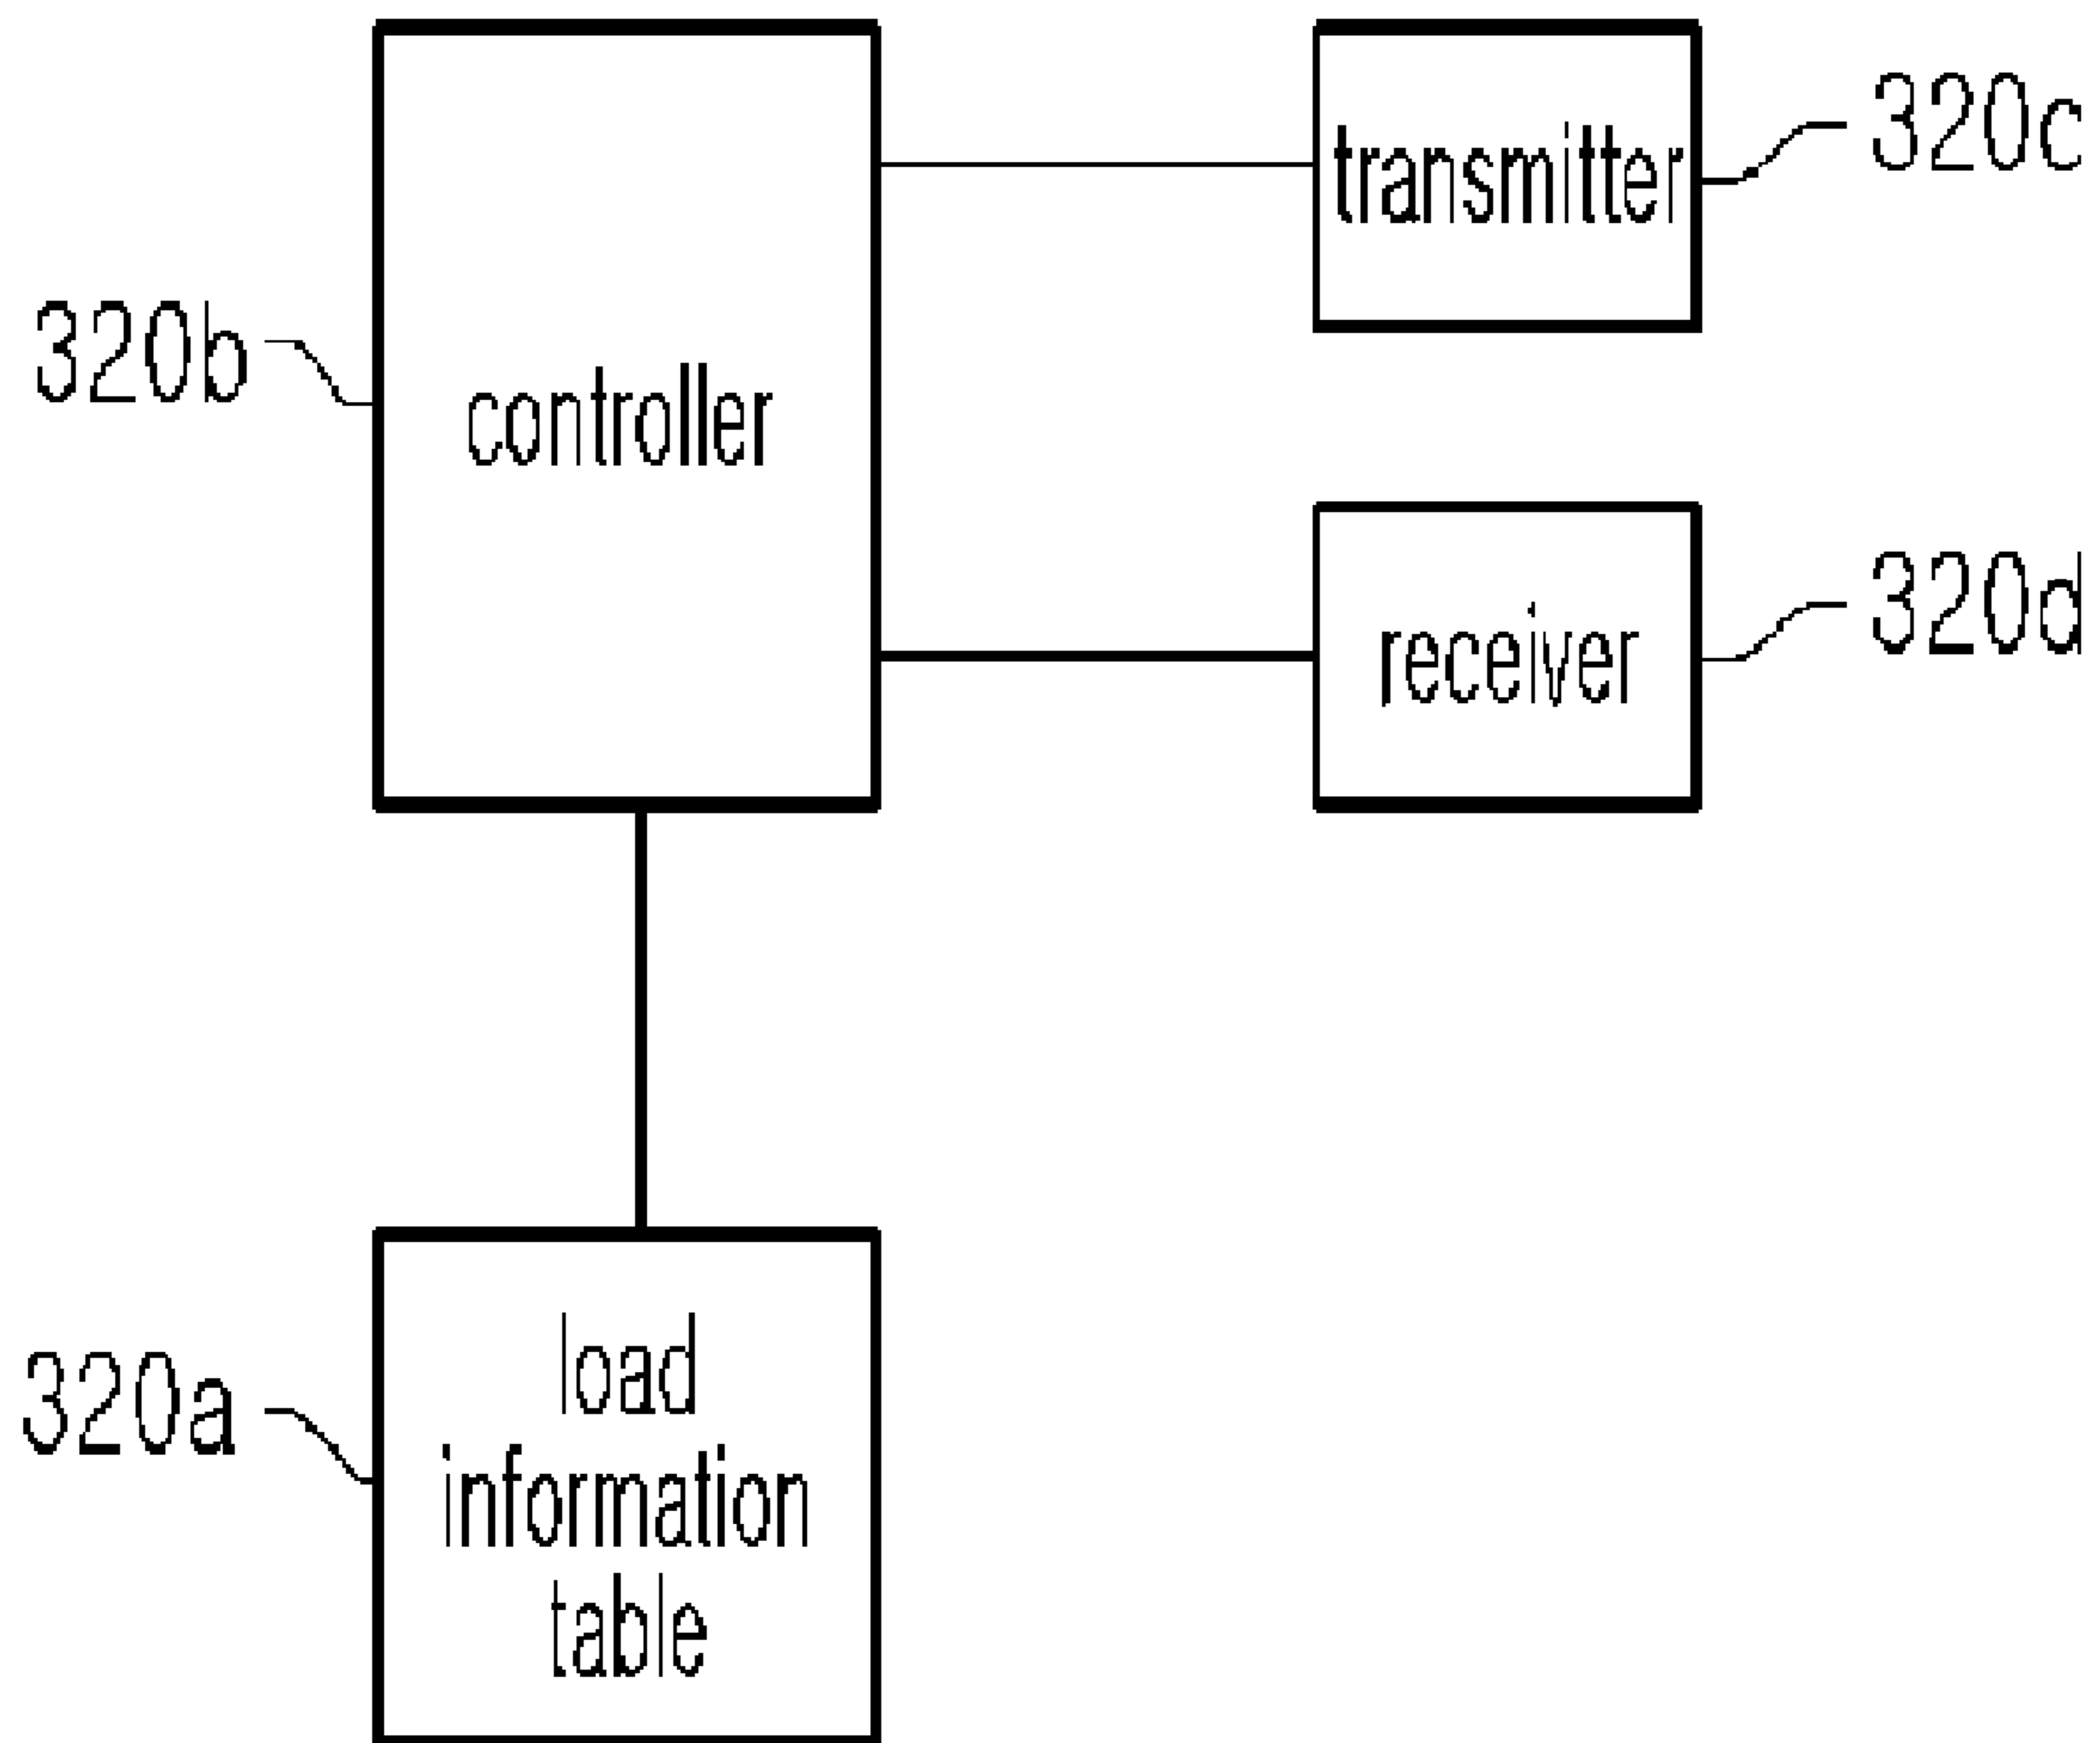 320c
transmitter
320b
controller
320d
receiver
320a
load
information
table